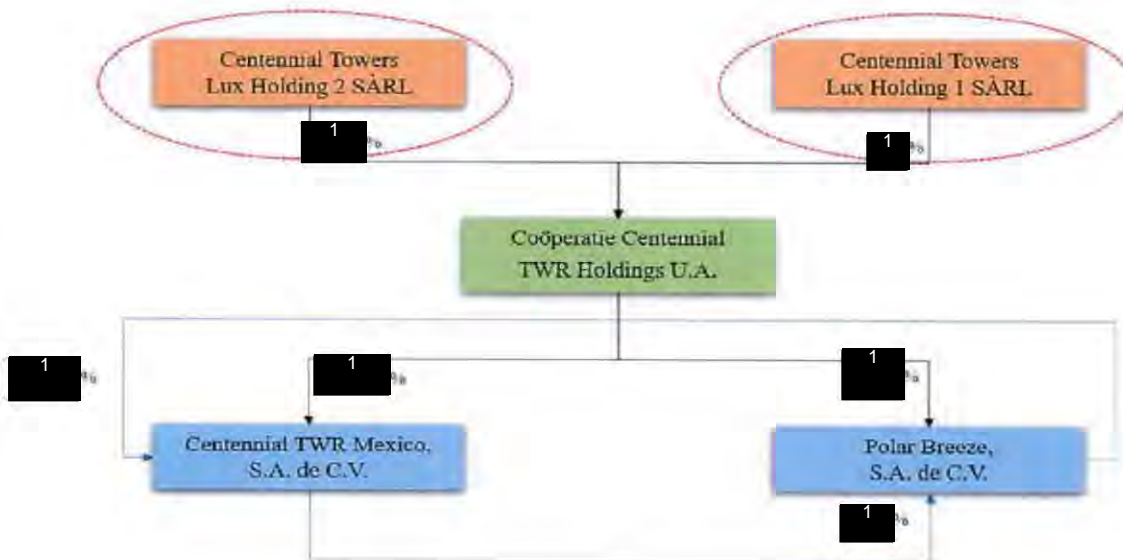 Centennial Towers
Lux Holding 2 SÀRL
Centennial Towers
Lux Holding 1 SÀRL
1 %
1 %
Coöperatie Centennial
TWR Holdings U.A.
1 %
1 %
1 %
Centennial TWR Mexico,
S.A. de C.V.
Polar Breeze,
S.A. de C.V.
1 %